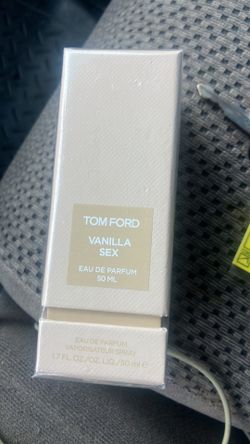 TOM FORD
VANILLA
SEX
EAU DE PARFUM
50 ML
EAU DE PARFUM
VAPORISATEUR SPRAY
1.7 FL.OZ./OZ. LIQ./50 ml e